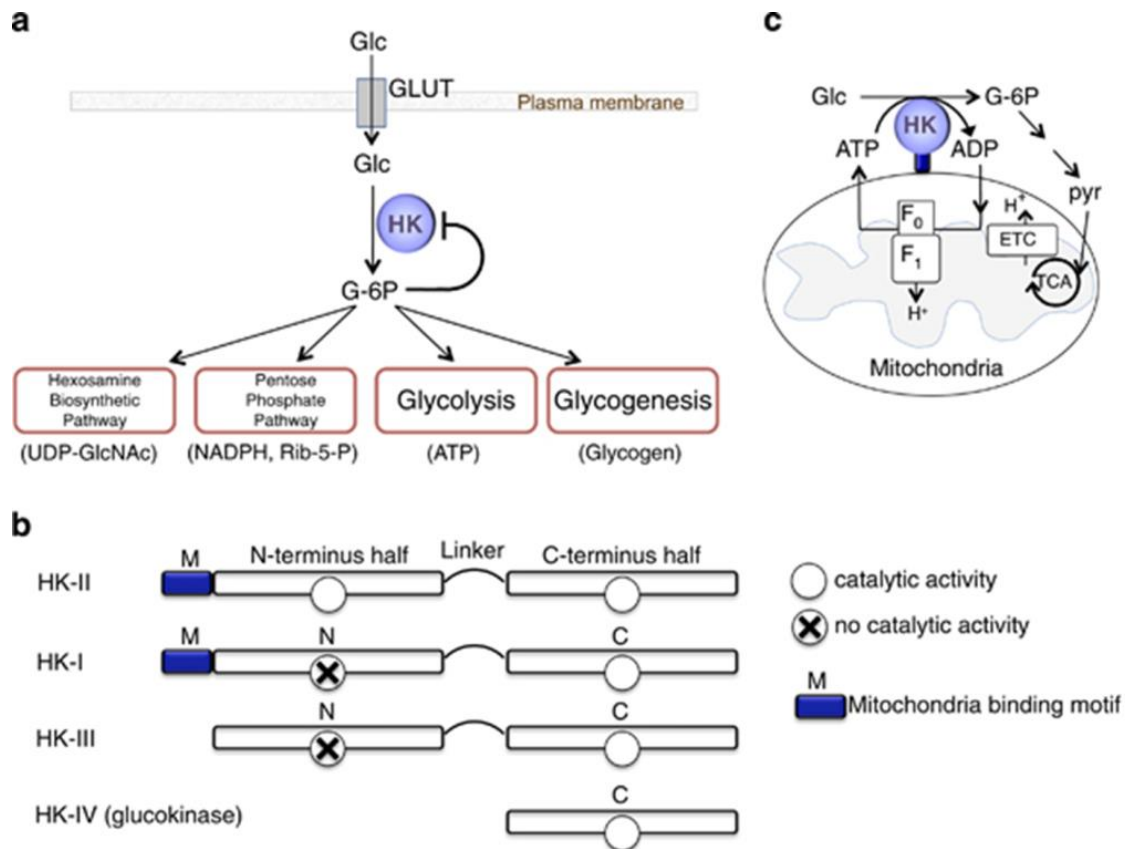 a
Glc
GLUT
Plasma membrane
Glc
HK
G-6P
Hexosamine
Biosynthetic
Pathway
(UDP-GlcNAc)
Pentose
Phosphate
Pathway
(NADPH, Rib-5-P)
Glycolysis
(ATP)
Glycogenesis
(Glycogen)
c
Glc
G-6P
HK
ATP
ADP
pyr
F0
F1
H+
H+
ETC
TCA
Mitochondria
b
M
N-terminus half
Linker
C-terminus half
HK-II
M
N
C
HK-I
N
C
HK-III
C
HK-IV (glucokinase)
catalytic activity
no catalytic activity
M
Mitochondria binding motif